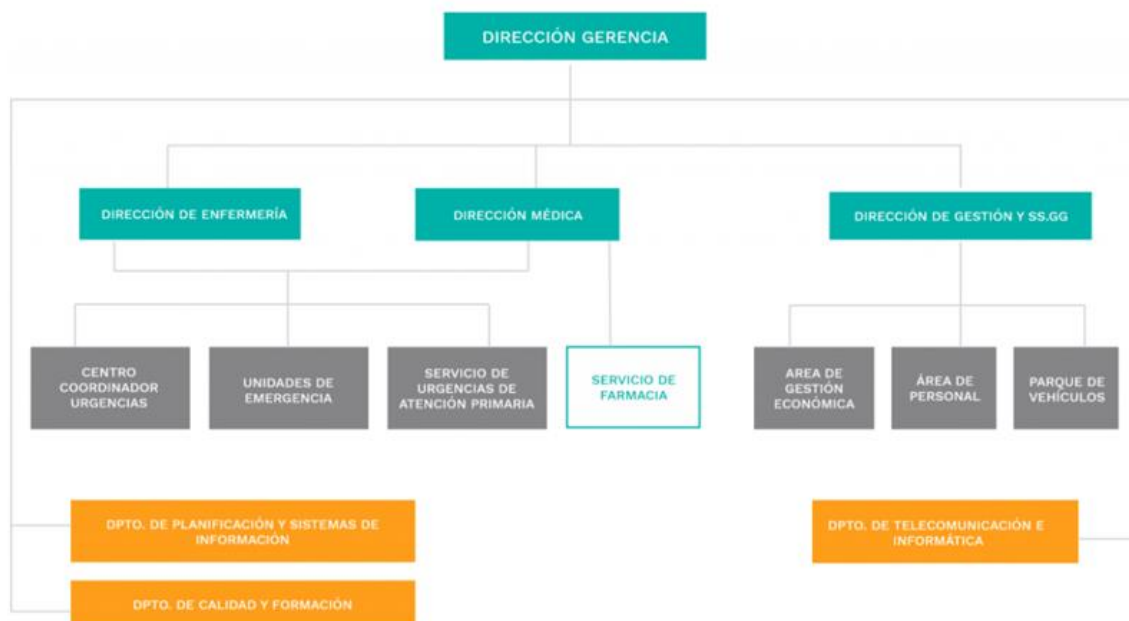 DIRECCIÓN GERENCIA
DIRECCIÓN DE ENFERMERÍA
DIRECCIÓN MÉDICA
DIRECCIÓN DE GESTIÓN Y SS.GG
CENTRO
COORDINADOR
URGENCIAS
UNIDADES DE
EMERGENCIA
SERVICIO DE
URGENCIAS DE
ATENCIÓN PRIMARIA
SERVICIO DE
FARMACIA
AREA DE
GESTIÓN
ECONÓMICA
ÁREA DE
PERSONAL
PARQUE DE
VEHÍCULOS
DPTO. DE PLANIFICACIÓN Y SISTEMAS DE
INFORMACIÓN
DPTO. DE TELECOMUNICACIÓN E
INFORMÁTICA
DPTO. DE CALIDAD Y FORMACIÓN